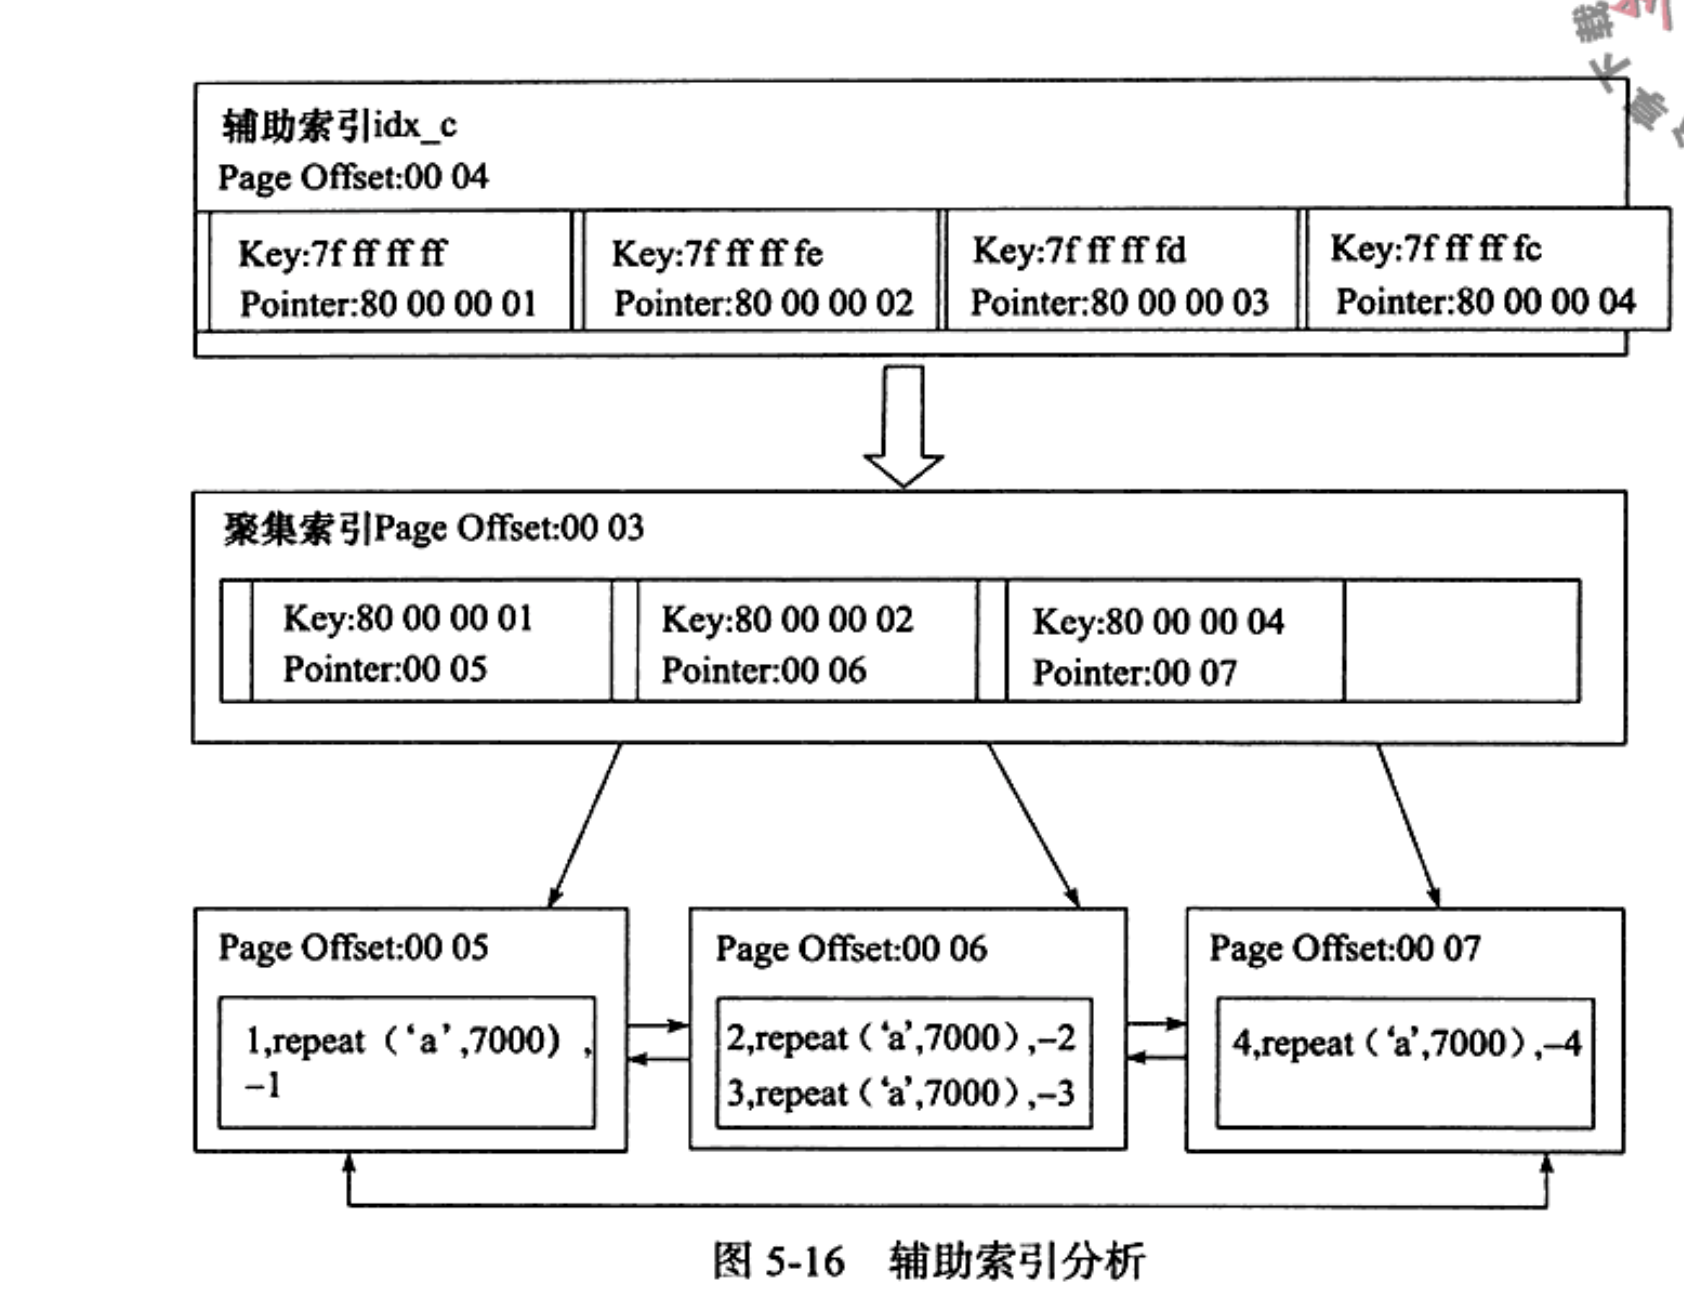 辅助索引idx_c
Page Offset:00 04
Key:7f ff ff ff
Pointer:80 00 00 01
Key:7f ff ff fe
Pointer:80 00 00 02
Key:7f ff ff fd
Pointer:80 00 00 03
Key:7f ff ff fc
Pointer:80 00 00 04
聚集索引Page Offset:00 03
Key:80 00 00 01
Pointer:00 05
Key:80 00 00 02
Pointer:00 06
Key:80 00 00 04
Pointer:00 07
Page Offset:00 05
1,repeat（‘a’,7000）,
–1
Page Offset:00 06
2,repeat（‘a’,7000）,–2
3,repeat（‘a’,7000）,–3
Page Offset:00 07
4,repeat（‘a’,7000）,–4
图 5-16 辅助索引分析